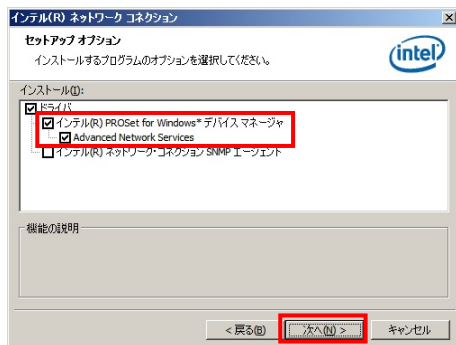 インテル(R) ネットワーク コネクション
セットアップ オプション
インストールするプログラムのオプションを選択してください。
intel
インストール(I):
ドライバ
インテル(R) PROSet for Windows* デバイス マネージャ
Advanced Network Services
インテル(R) ネットワーク・コネクション SNMP エージェント
機能の説明
< 戻る(B)
次へ(N) >
キャンセル